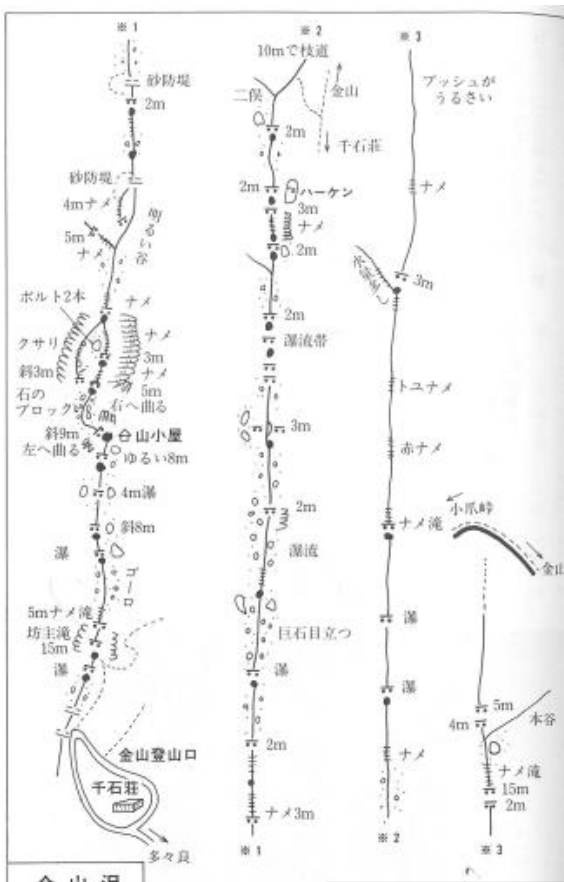 ※1
砂防堤
2m
砂防堤
4mナメ
明るい谷
5m
ナメ
ボルト2本
ナメ
クサリ
ナメ
斜3m
3m
ナメ
5m
石の
ブロック
右へ曲る
斜9m
左へ曲る
山小屋
ゆるい8m
4m瀑
斜8m
瀑
ゴーロ
5mナメ滝
坊主滝
15m
瀑
金山登山口
千石荘
多々良
※2
10mで枝道
二俣
金山
2m
千石荘
2m
ハーケン
3m
ナメ
2m
2m
瀑流帯
3m
2m
瀑流
巨石目立つ
瀑
2m
ナメ3m
※1
※3
ブッシュが
うるさい
ナメ
水量少し
3m
トユナメ
赤ナメ
ナメ滝
瀑
瀑
ナメ
※2
小爪峠
金山
5m
4m
本谷
ナメ滝
15m
2m
※3